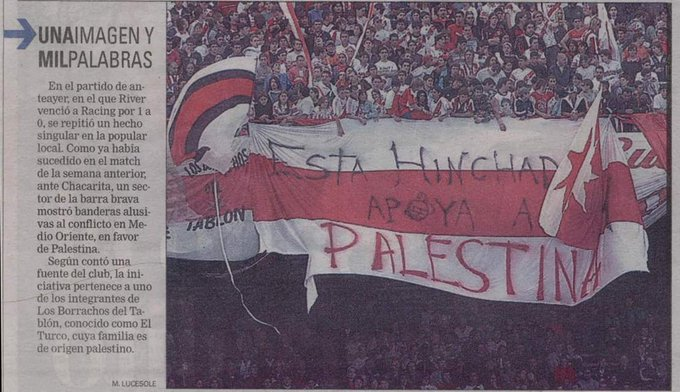 UNAIMAGEN Y
MILPALABRAS
En el partido de an-
teayer, en el que River
venció a Racing por 1 a
0, se repitió un hecho
singular en la popular
local. Como ya había
sucedido en el match
de la semana anterior,
ante Chacarita, un sec-
tor de la barra brava
mostró banderas alusi-
vas al conflicto en Me-
dio Oriente, en favor
de Palestina.
Según contó una
fuente del club, la ini-
ciativa pertenece a uno
de los integrantes de
Los Borrachos del Ta-
blón, conocido como El
Turco, cuya familia es
de origen palestino.
M. LUCESOLE
ESTA HINCHAD
APOYA A
PALESTINA
LOS
TABLON